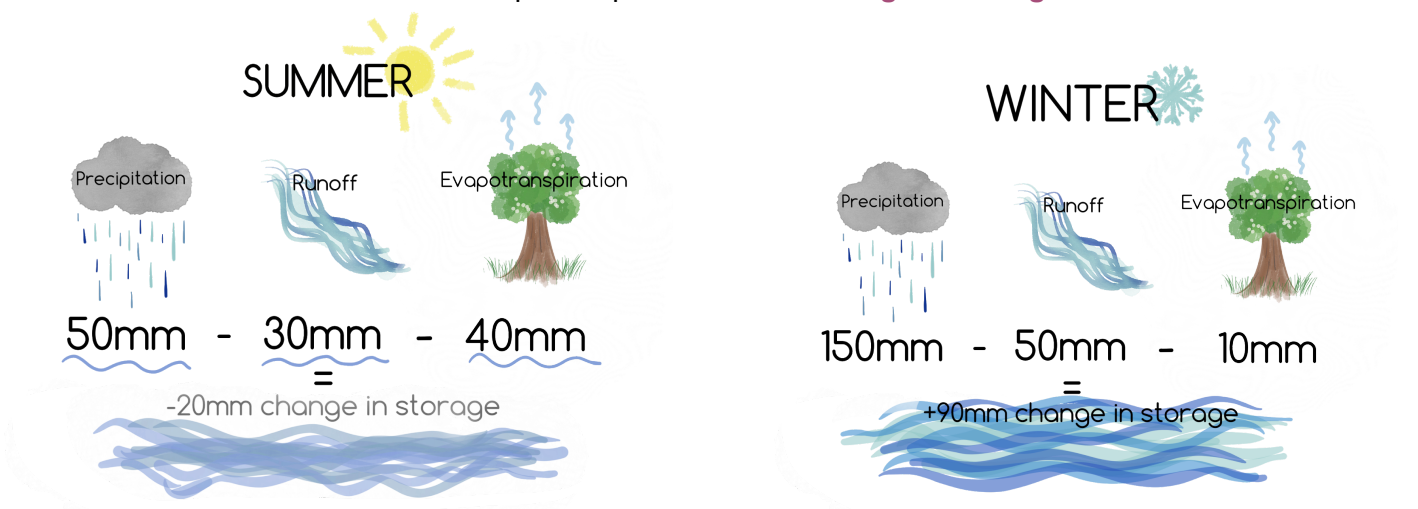 SUMMER
Precipitation
Runoff
Evapotranspiration
50mm - 30mm - 40mm
=
-20mm change in storage
WINTER
Precipitation
Runoff
Evapotranspiration
150mm - 50mm - 10mm
=
+90mm change in storage